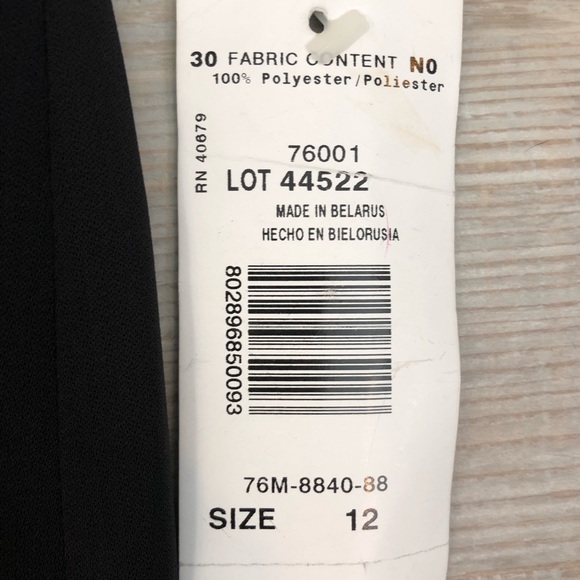 30 FABRIC CONTENT NO
100% Polyester/Poliester
RN 40679
76001
LOT 44522
MADE IN BELARUS
HECHO EN BIELORUSIA
802896850093
76M-8840-88
SIZE 12